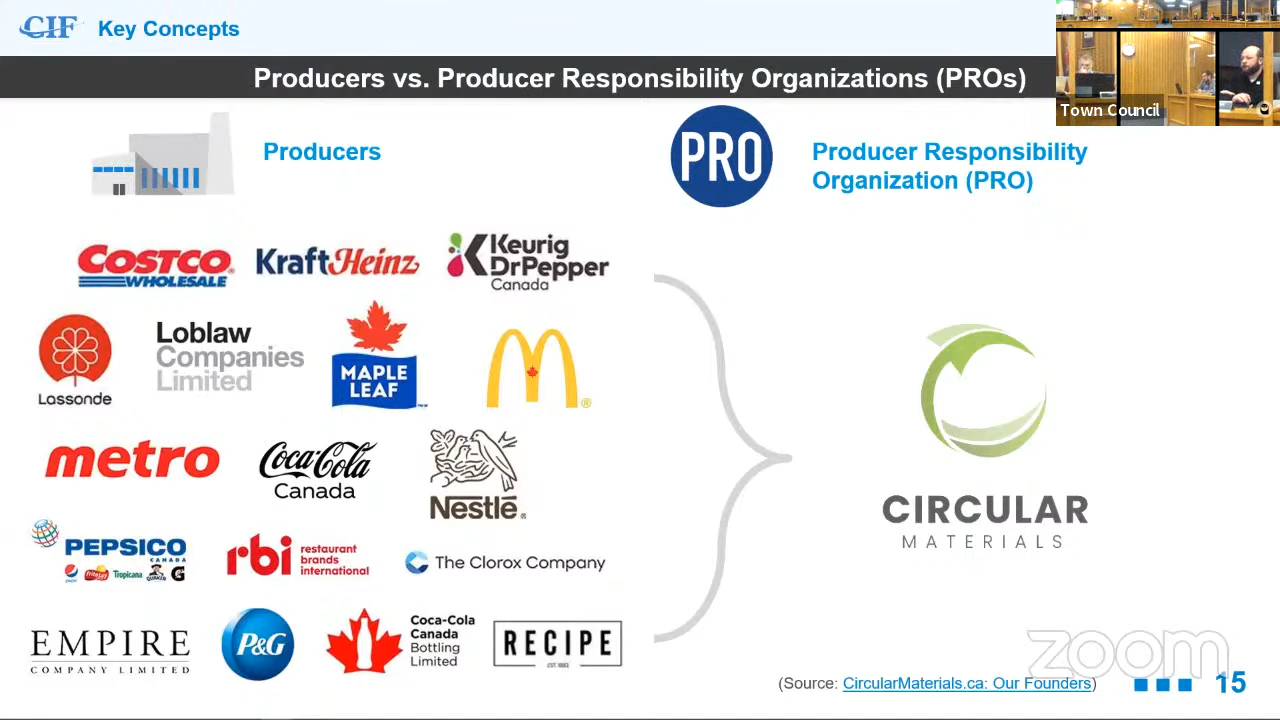 CIF
Key Concepts
Producers vs. Producer Responsibility Organizations (PROs)
Town Council
Producers
PRO
Producer Responsibility
Organization (PRO)
COSTCO
WHOLESALE
KraftHeinz
Keurig
DrPepper
Canada
Lassonde
Loblaw
Companies
Limited
MAPLE
LEAF
metro
Coca-Cola
Canada
Nestlé
PEPSICO
CANADA
pepsi
Tropicana
QUAKER
G
rbi
restaurant
brands
international
The Clorox Company
EMPIRE
COMPANY LIMITED
P&G
Coca-Cola
Canada
Bottling
Limited
RECIPE
CIRCULAR
MATERIALS
zoom
(Source: CircularMaterials.ca: Our Founders)
15